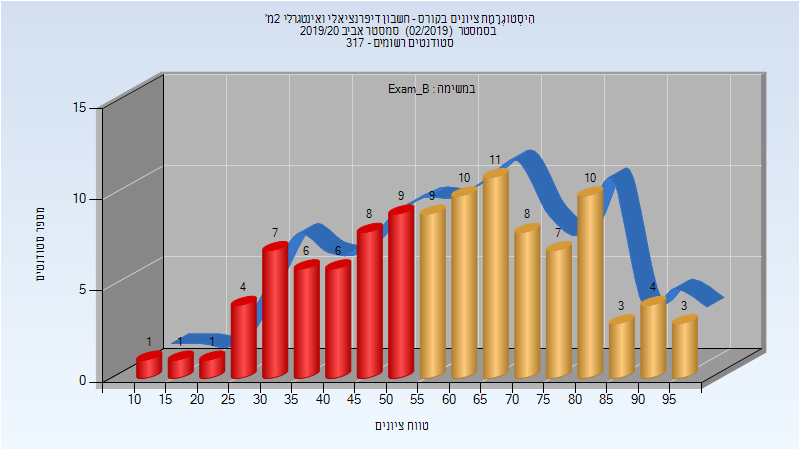 היסטוגרמת ציונים בקורס - חשבון דיפרנציאלי ואינטגרלי 2מ'
בסמסטר (02/2019) סמסטר אביב 2019/20
סטודנטים רשומים - 317
במשימה : Exam_B
מספר סטודנטים
15
10
5
0
1 1 1 4 7 6 6 8 9 9 10 11 8 7 10 3 4 3
10 15 20 25 30 35 40 45 50 55 60 65 70 75 80 85 90 95
טווח ציונים